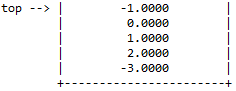 top --> |       -1.0000       |
        |        0.0000       |
        |        1.0000       |
        |        2.0000       |
        |       -3.0000       |
        +---------------------+